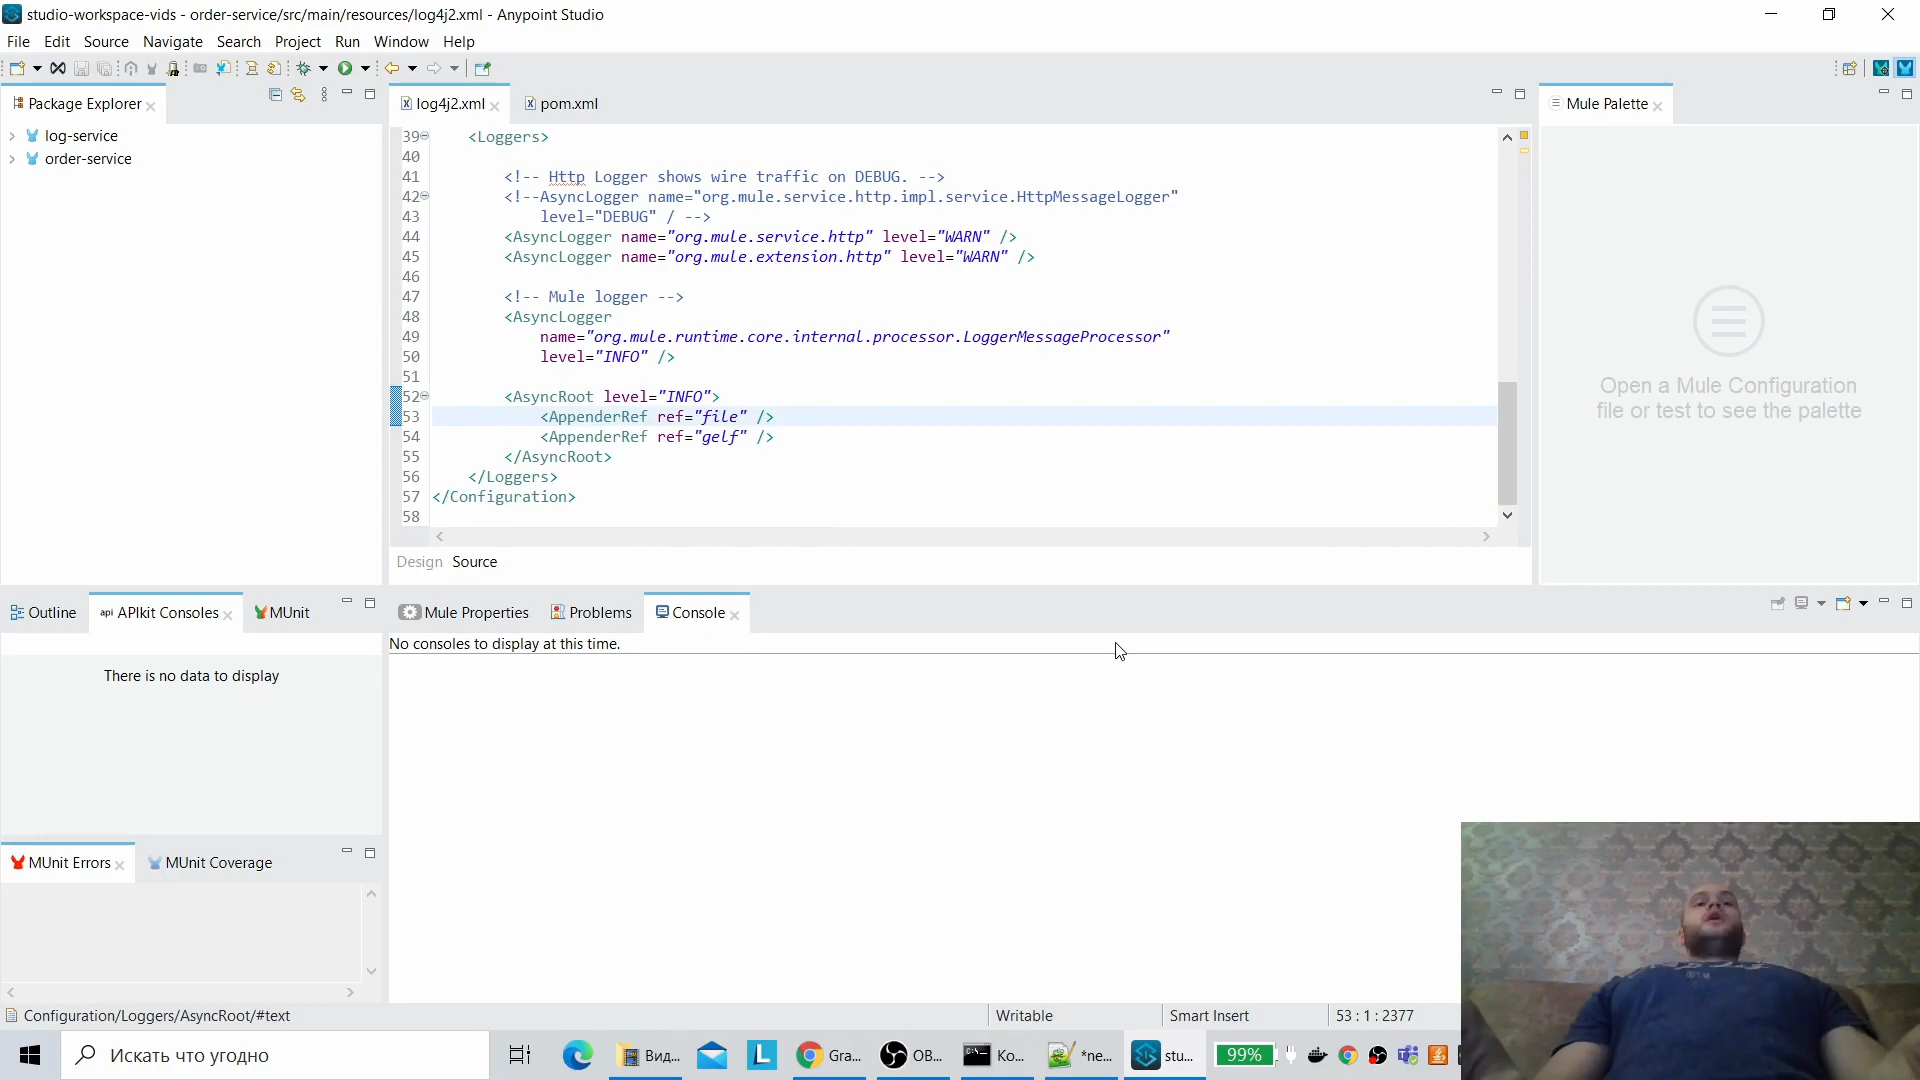 studio-workspace-vids - order-service/src/main/resources/log4j2.xml - Anypoint Studio
File Edit Source Navigate Search Project Run Window Help
Package Explorer
log-service
order-service
log4j2.xml
pom.xml
39 <Loggers>
40
41 <!-- Http Logger shows wire traffic on DEBUG. -->
42 <!--AsyncLogger name="org.mule.service.http.impl.service.HttpMessageLogger"
43 level="DEBUG" / -->
44 <AsyncLogger name="org.mule.service.http" level="WARN" />
45 <AsyncLogger name="org.mule.extension.http" level="WARN" />
46
47 <!-- Mule logger -->
48 <AsyncLogger
49 name="org.mule.runtime.core.internal.processor.LoggerMessageProcessor"
50 level="INFO" />
51
52 <AsyncRoot level="INFO">
53 <AppenderRef ref="file" />
54 <AppenderRef ref="gelf" />
55 </AsyncRoot>
56 </Loggers>
57 </Configuration>
58
Design Source
Mule Palette
Open a Mule Configuration
file or test to see the palette
Outline
api APIkit Consoles
MUnit
There is no data to display
Mule Properties
Problems
Console
No consoles to display at this time.
MUnit Errors
MUnit Coverage
Configuration/Loggers/AsyncRoot/#text
Writable
Smart Insert
53 : 1 : 2377
Искать что угодно
Вид...
L
Gra...
OB...
Ко...
*ne...
stu...
99%